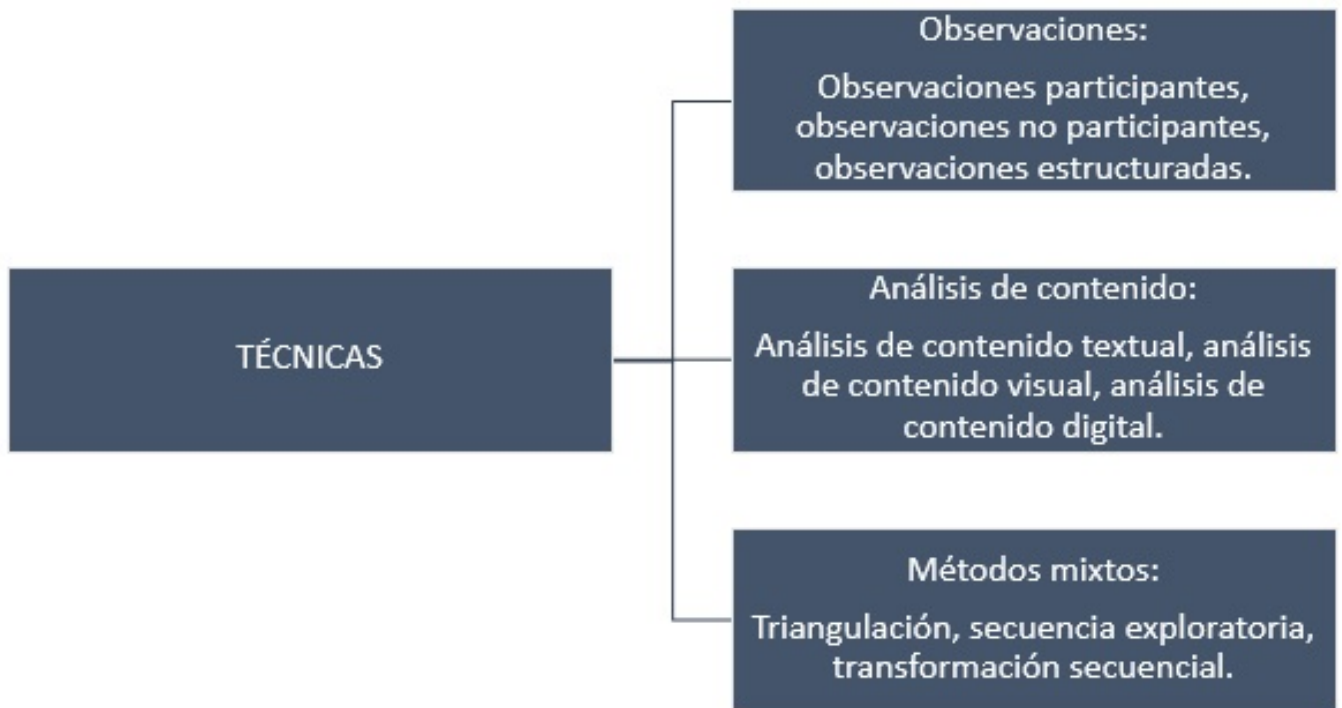 Observaciones:
Observaciones participantes,
observaciones no participantes,
observaciones estructuradas.
TÉCNICAS
Análisis de contenido:
Análisis de contenido textual, análisis
de contenido visual, análisis de
contenido digital.
Métodos mixtos:
Triangulación, secuencia exploratoria,
transformación secuencial.